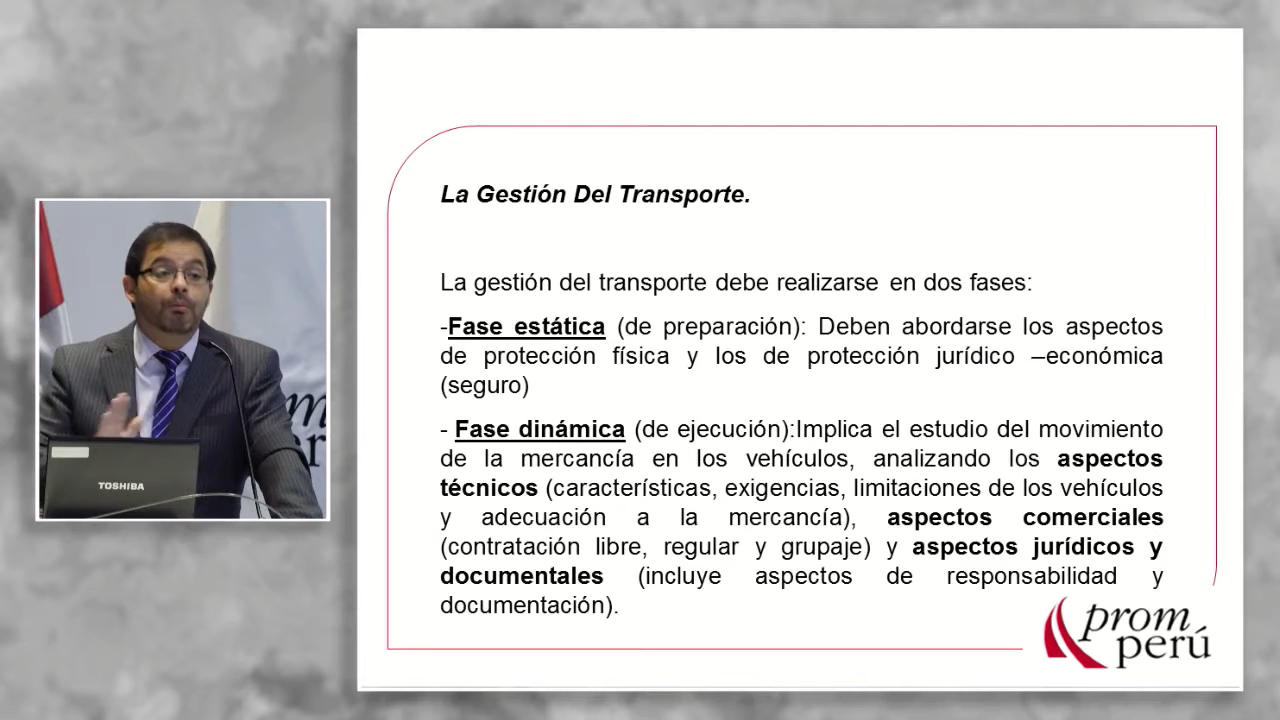 La Gestión Del Transporte.
La gestión del transporte debe realizarse en dos fases:
-Fase estática (de preparación): Deben abordarse los aspectos
de protección física y los de protección jurídico –económica
(seguro)
- Fase dinámica (de ejecución):Implica el estudio del movimiento
de la mercancía en los vehículos, analizando los aspectos
técnicos (características, exigencias, limitaciones de los vehículos
y adecuación a la mercancía), aspectos comerciales
(contratación libre, regular y grupaje) y aspectos jurídicos y
documentales (incluye aspectos de responsabilidad y
documentación).
prom
perú
TOSHIBA